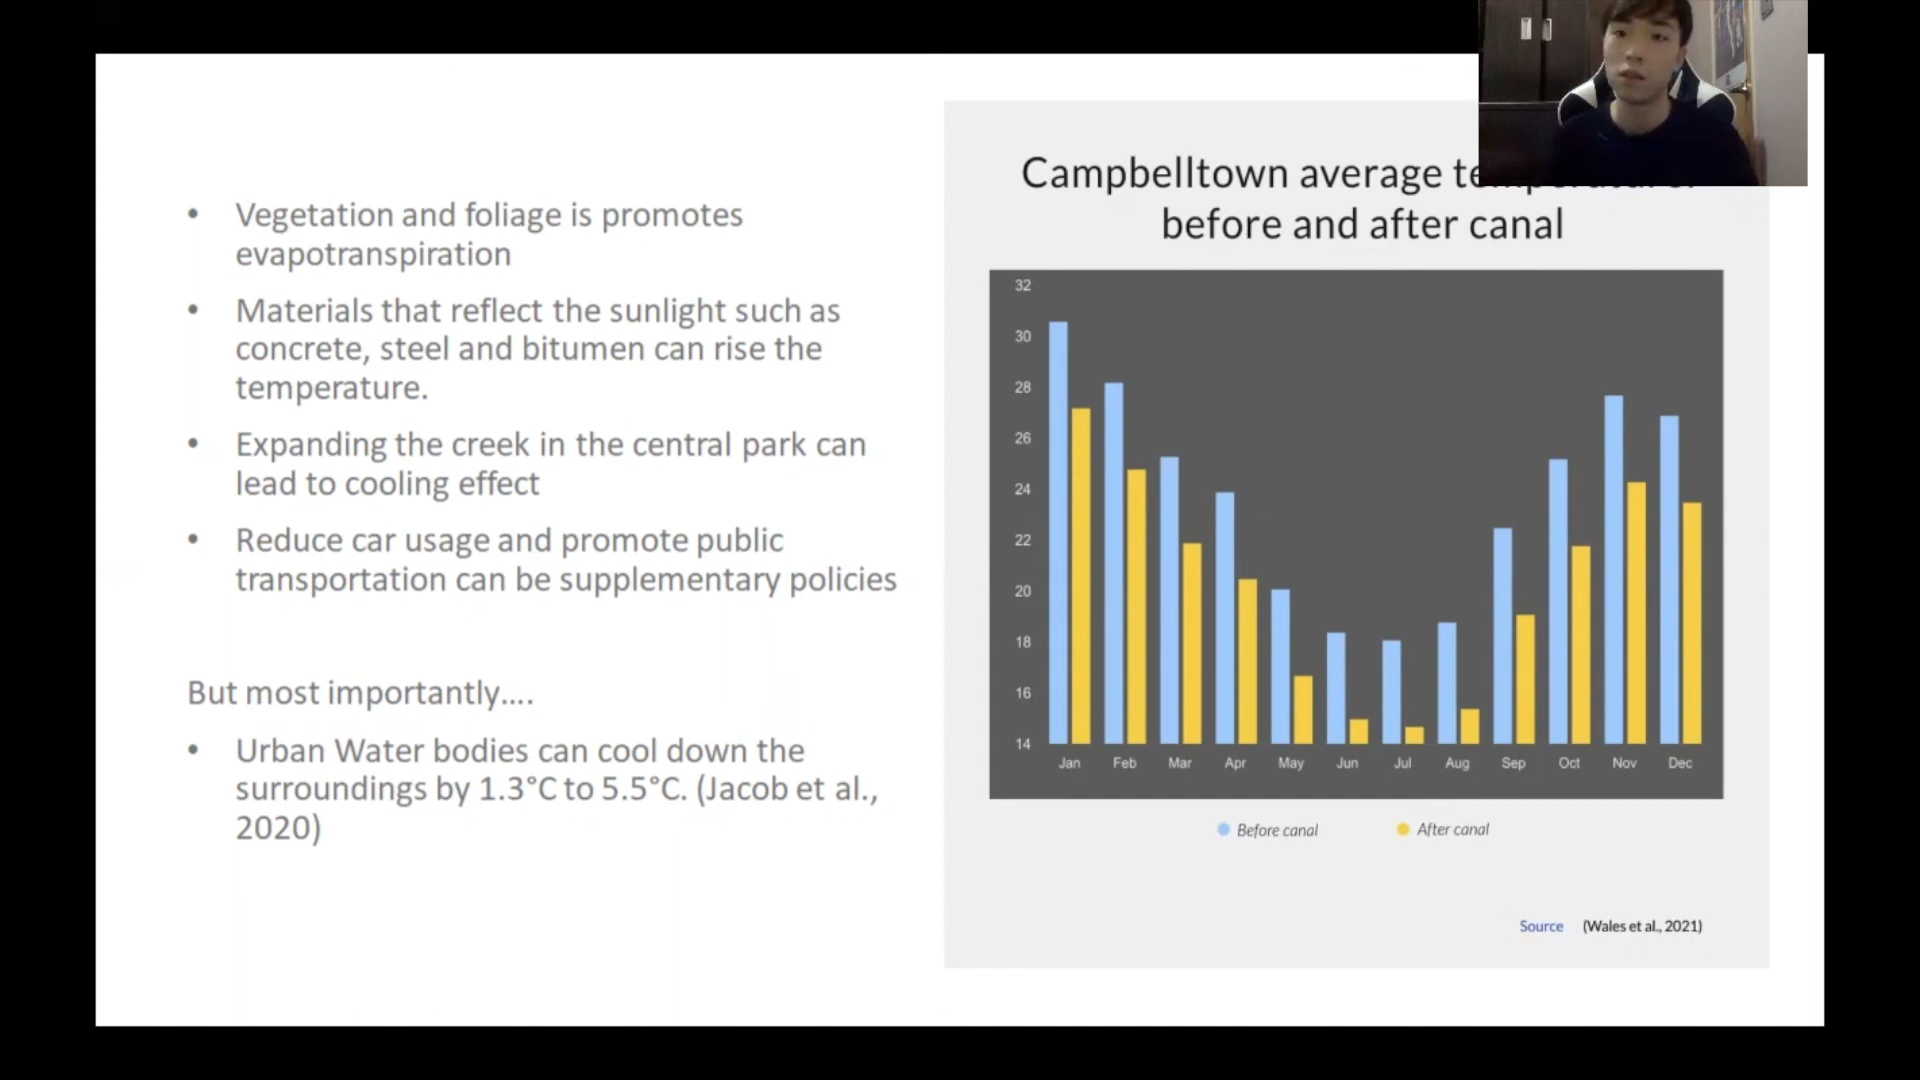 • Vegetation and foliage is promotes
evapotranspiration
• Materials that reflect the sunlight such as
concrete, steel and bitumen can rise the
temperature.
• Expanding the creek in the central park can
lead to cooling effect
• Reduce car usage and promote public
transportation can be supplementary policies
But most importantly....
• Urban Water bodies can cool down the
surroundings by 1.3°C to 5.5°C. (Jacob et al.,
2020)
Campbelltown average
before and after canal
32
30
28
26
24
22
20
18
16
14
Jan Feb Mar Apr May Jun Jul Aug Sep Oct Nov Dec
Before canal After canal
Source (Wales et al., 2021)